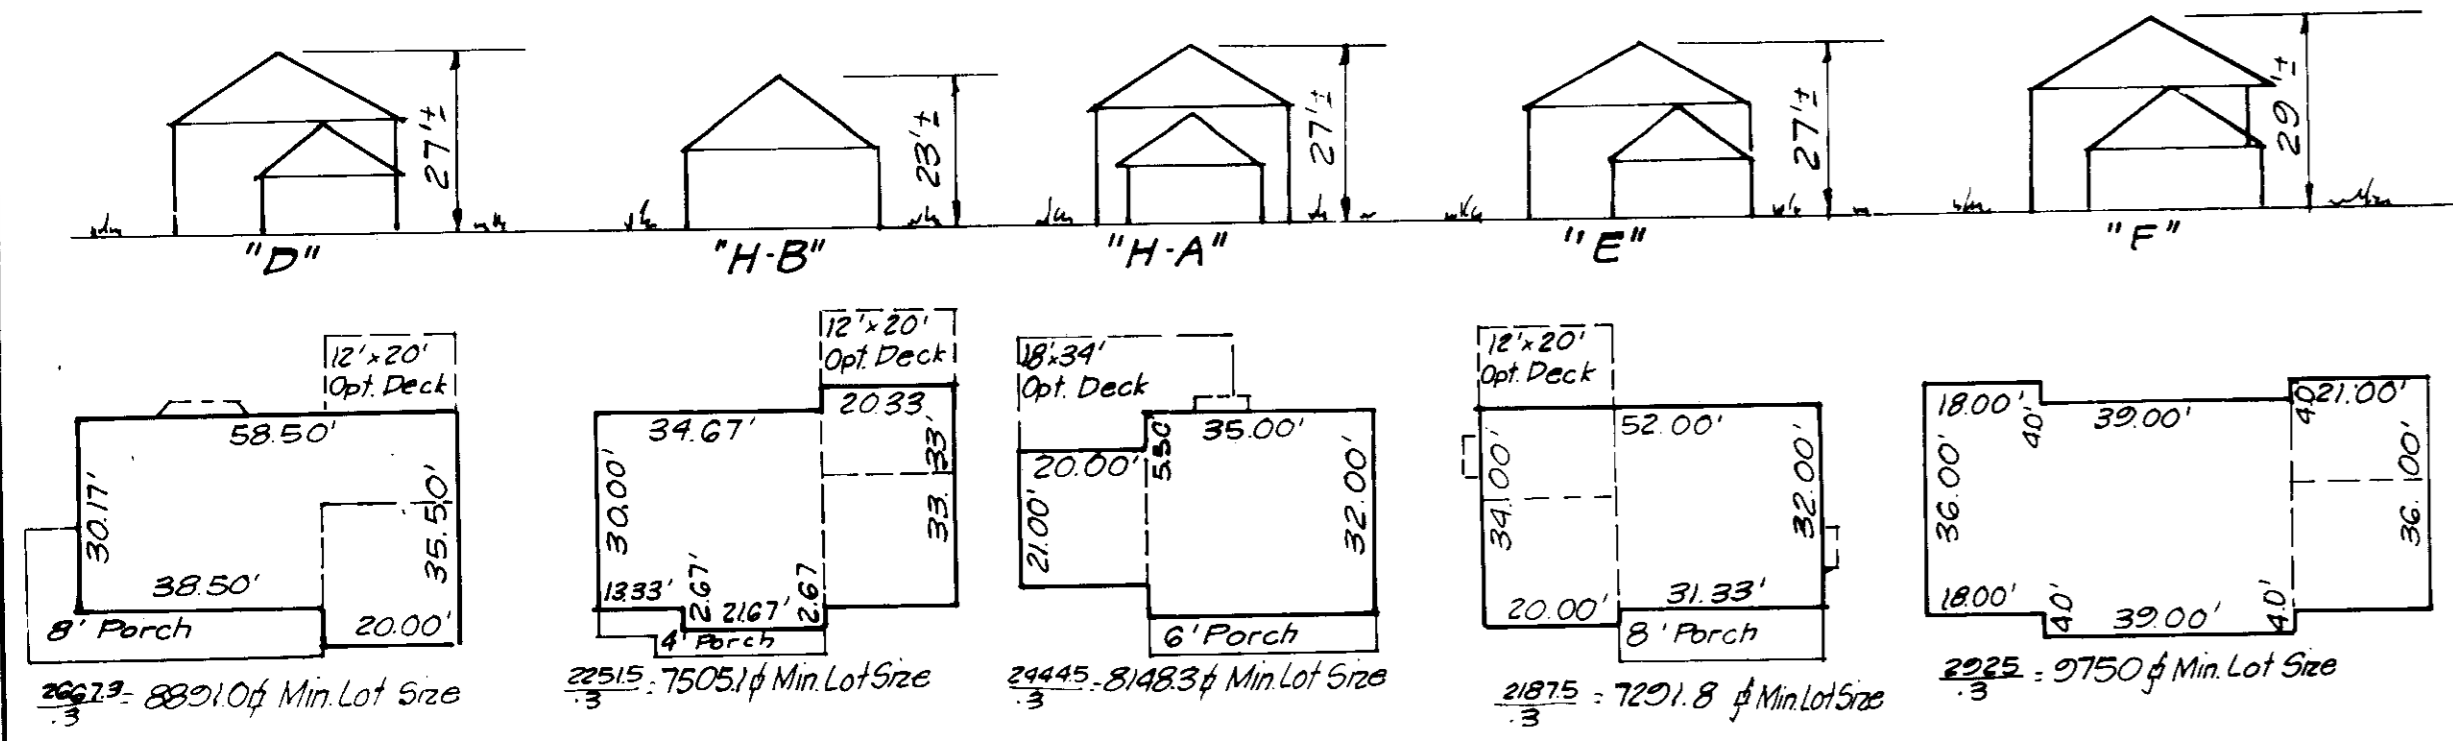 27'±
23'±
27'±
27'±
29'±
"D"
"H-B"
"H-A"
"E"
"F"
12'x20'
Opt. Deck
58.50'
30.17'
35.50'
38.50'
20.00'
8' Porch
2667.3
.3
= 8891.0⏍ Min. Lot Size
12'x20'
Opt. Deck
20.33
34.67'
30.00'
33.33'
13.33'
2.67'
21.67'
2.67
4' Porch
2251.5
.3
= 7505.1⏍ Min. Lot Size
18'x34'
Opt. Deck
35.00'
20.00'
5.50'
21.00'
32.00'
6' Porch
2444.5
.3
= 8148.3⏍ Min. Lot Size
12'x20'
Opt. Deck
52.00'
34.00'
32.00'
20.00'
31.33'
8' Porch
2187.5
.3
= 7291.8 ⏍ Min. Lot Size
18.00'
4.0'
39.00'
4.0
21.00'
36.00'
36.00'
18.00'
4.0'
39.00'
4.0'
2925
.3
= 9750⏍ Min. Lot Size